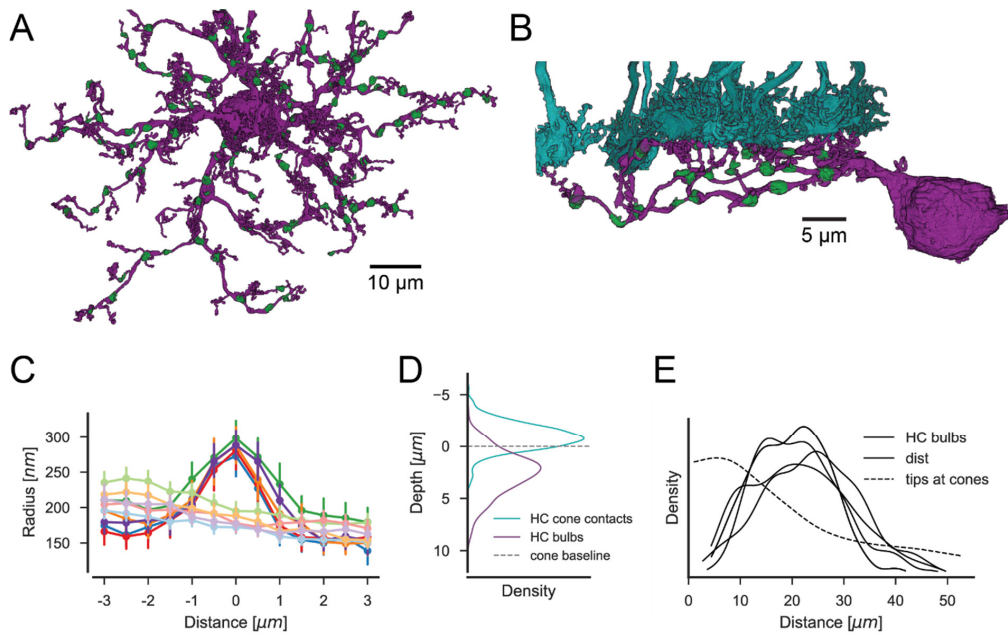 A
B
10 µm
5 µm
C
D
E
Radius [nm]
300
250
200
150
-3
-2
-1
0
1
2
3
Distance [µm]
Depth [µm]
−5
0
5
10
HC cone contacts
HC bulbs
cone baseline
Density
Density
HC bulbs
dist
tips at cones
0
10
20
30
40
50
Distance [µm]